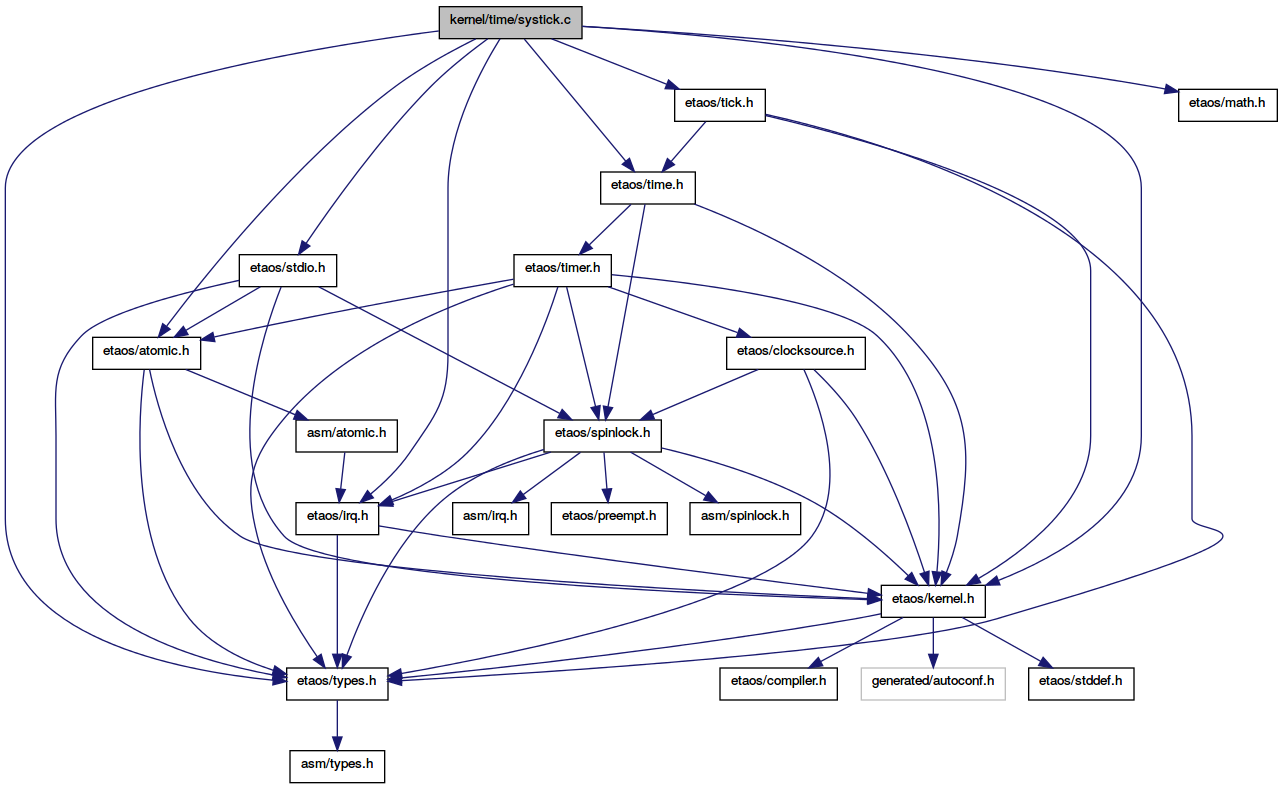 kernel/time/systick.c
etaos/tick.h
etaos/math.h
etaos/time.h
etaos/stdio.h
etaos/timer.h
etaos/atomic.h
etaos/clocksource.h
asm/atomic.h
etaos/spinlock.h
etaos/irq.h
asm/irq.h
etaos/preempt.h
asm/spinlock.h
etaos/kernel.h
etaos/types.h
etaos/compiler.h
generated/autoconf.h
etaos/stddef.h
asm/types.h